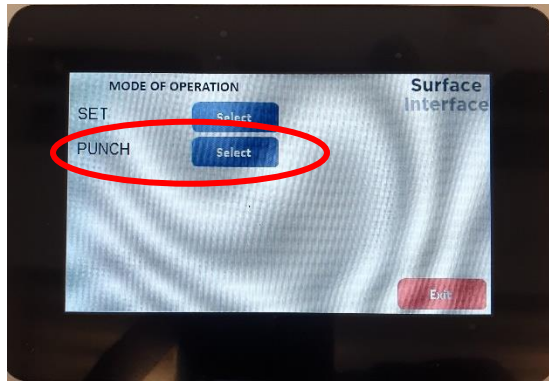 MODE OF OPERATION
Surface
Interface
SET Select
PUNCH Select
Exit